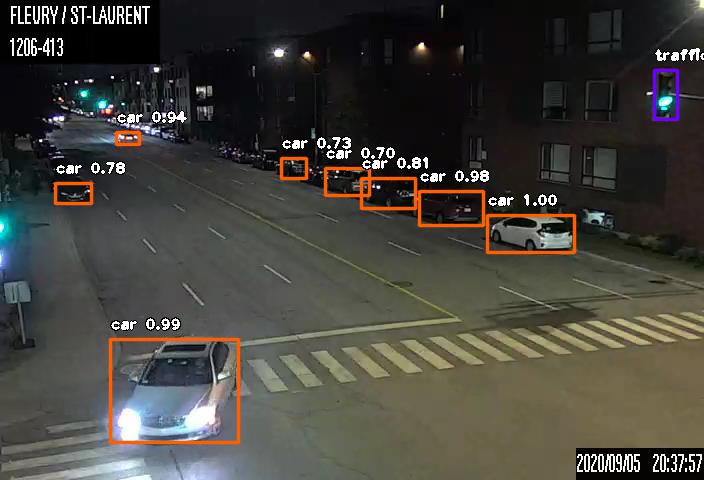 FLEURY / ST-LAURENT
1206-413
traffic
car 0.94
car 0.73
car 0.70
car 0.81
car 0.78
car 0.98
car 1.00
car 0.99
2020/09/05 20:37:57